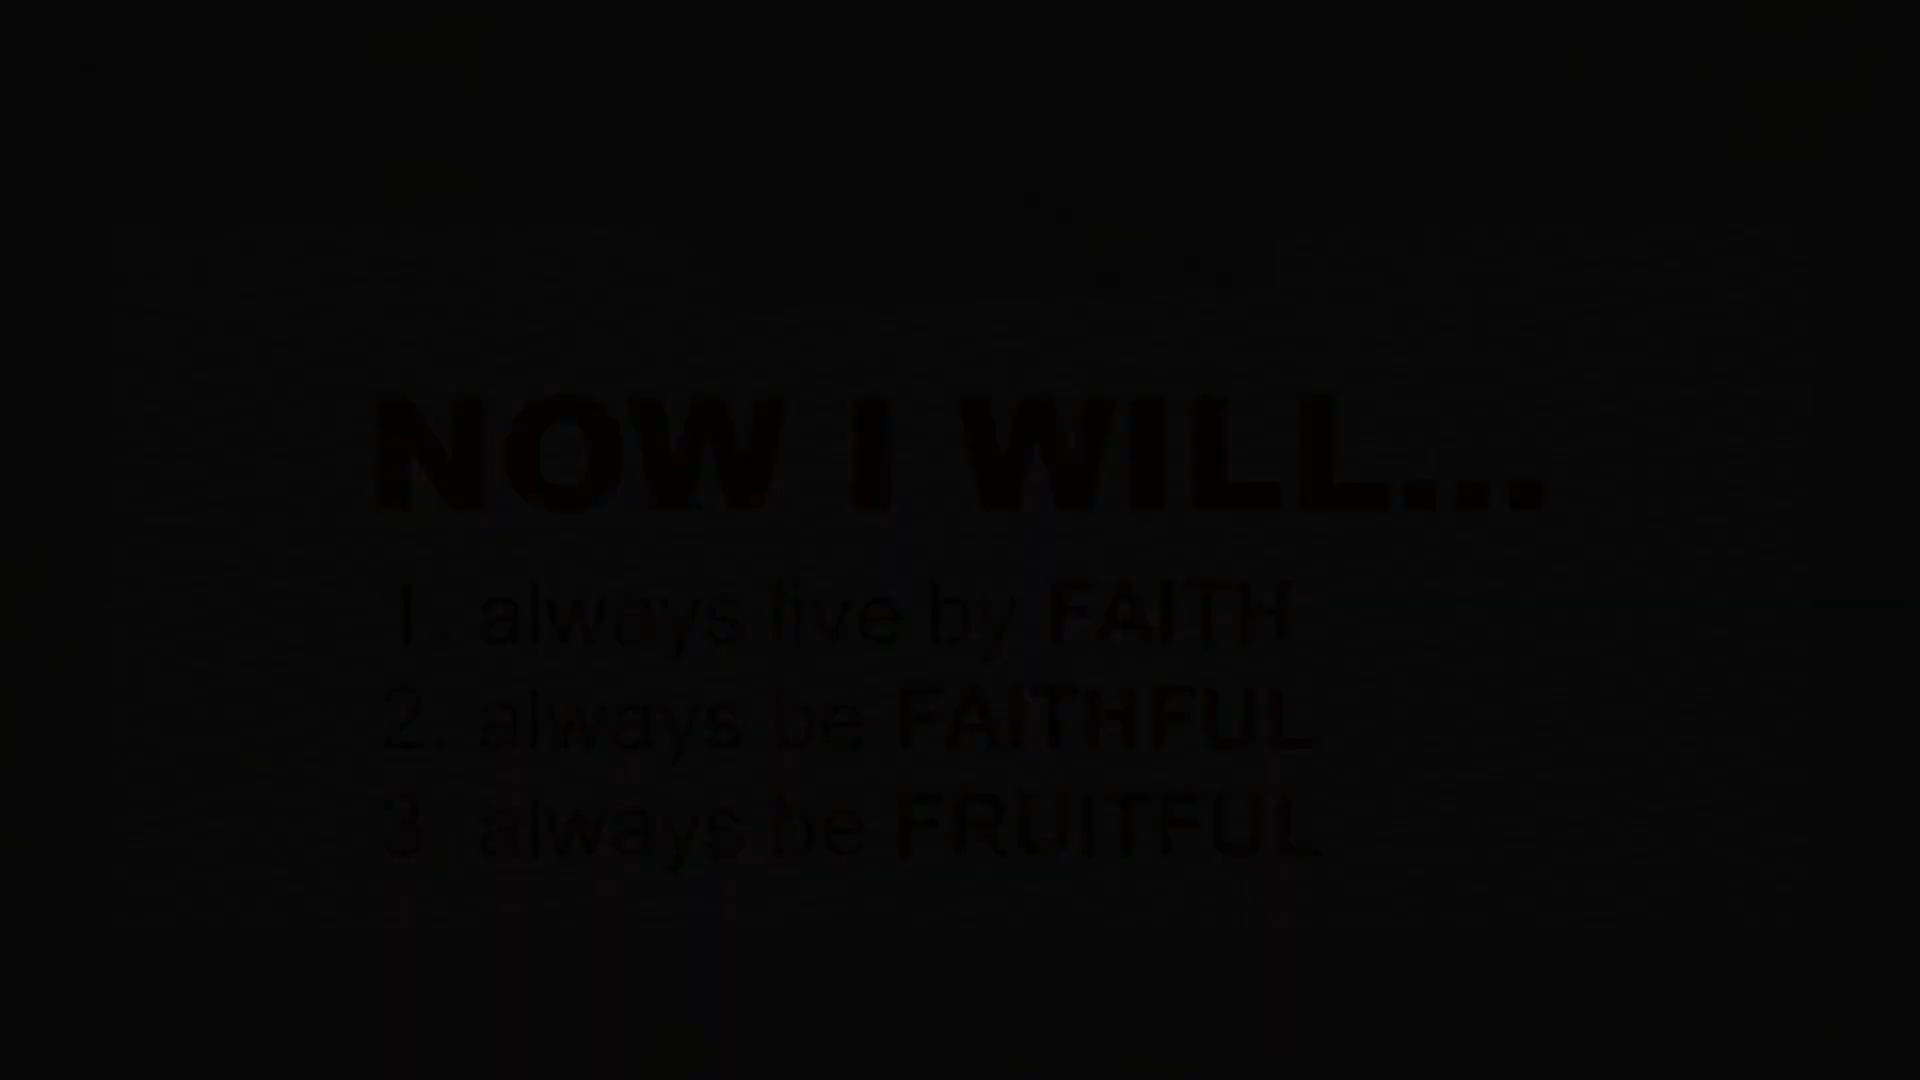 NOW I WILL...
1. always live by FAITH
2. always be FAITHFUL
3. always be FRUITFUL